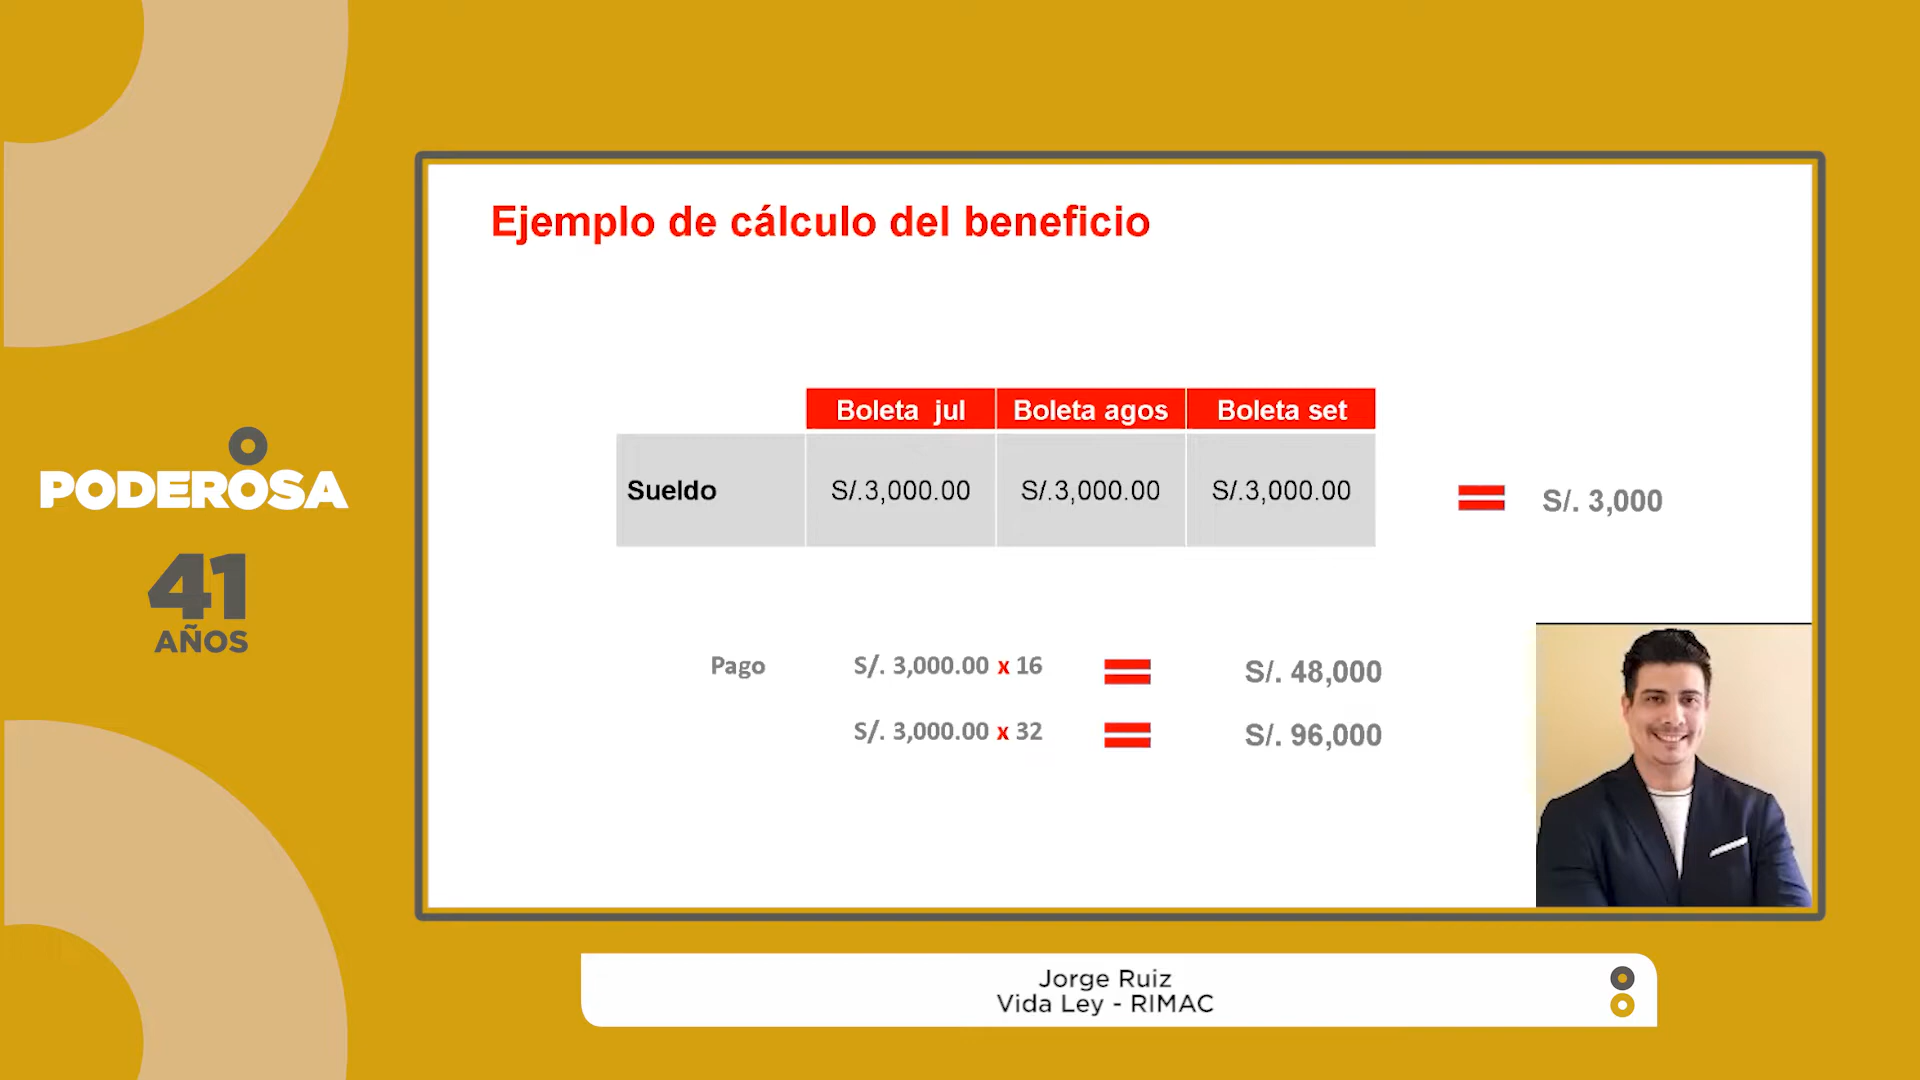 Ejemplo de cálculo del beneficio
Boleta jul Boleta agos Boleta set
Sueldo S/.3,000.00 S/.3,000.00 S/.3,000.00 = S/. 3,000
PODEROSA
41
AÑOS
Pago S/. 3,000.00 x 16 = S/. 48,000
S/. 3,000.00 x 32 = S/. 96,000
Jorge Ruiz
Vida Ley - RIMAC